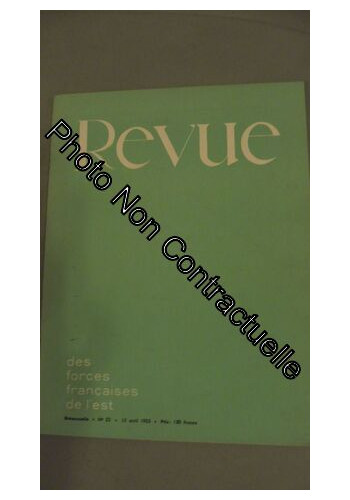 Revue
Photo Non Contractuelle
des
forces
françaises
de l'est